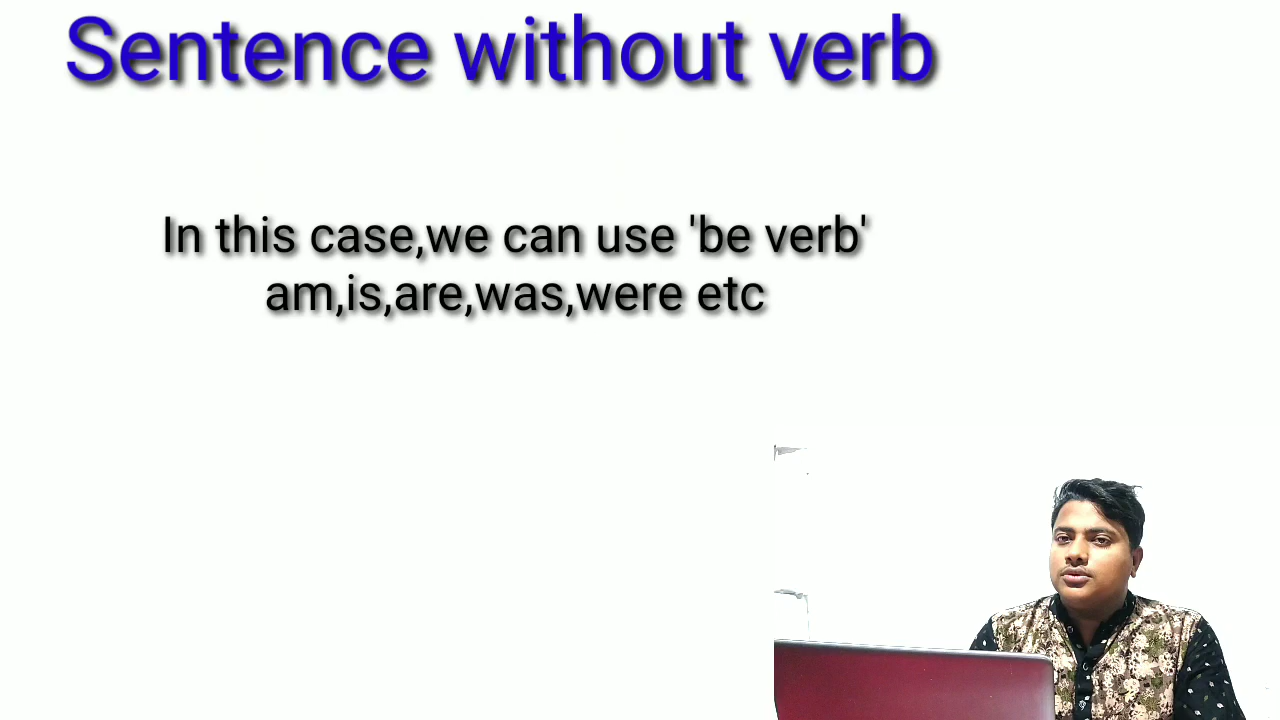 Sentence without verb
In this case,we can use 'be verb'
am,is,are,was,were etc